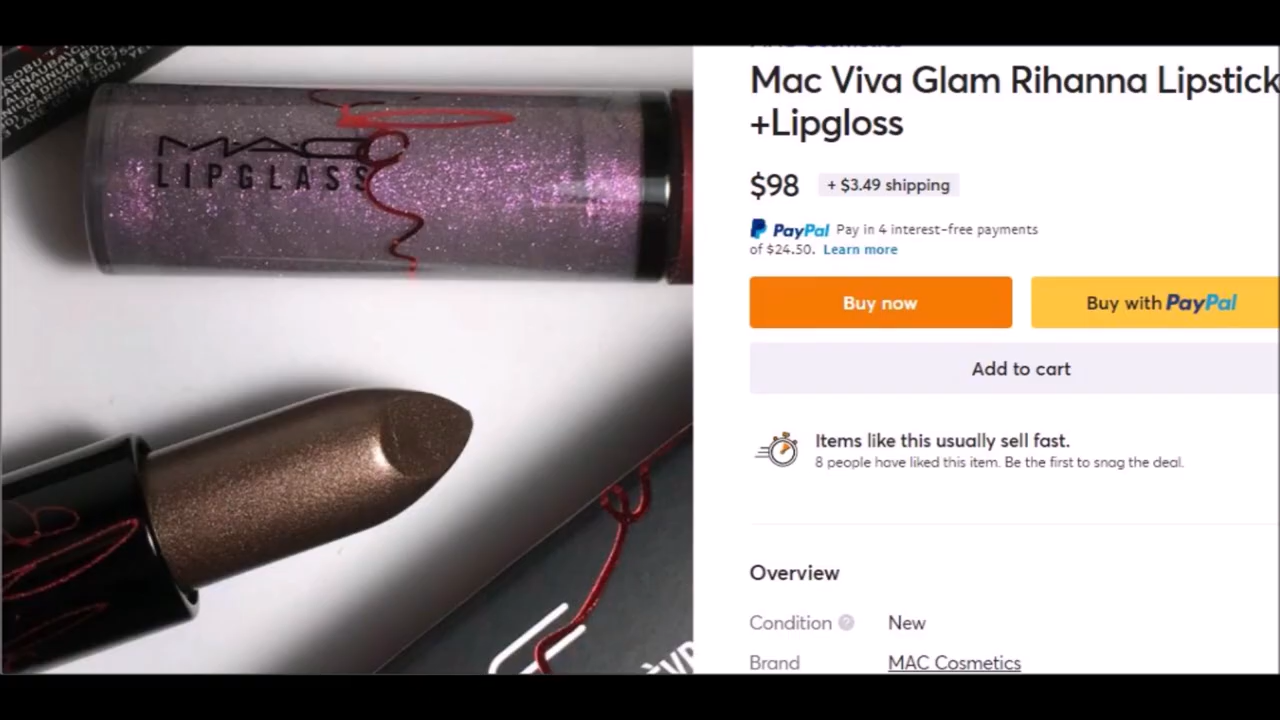 MAC
LIPGLASS
MAC Cosmetics
Mac Viva Glam Rihanna Lipstick
+Lipgloss
$98
+ $3.49 shipping
PayPal Pay in 4 interest-free payments
of $24.50. Learn more
Buy now
Buy with PayPal
Add to cart
Items like this usually sell fast.
8 people have liked this item. Be the first to snag the deal.
Overview
Condition ?
New
Brand
MAC Cosmetics